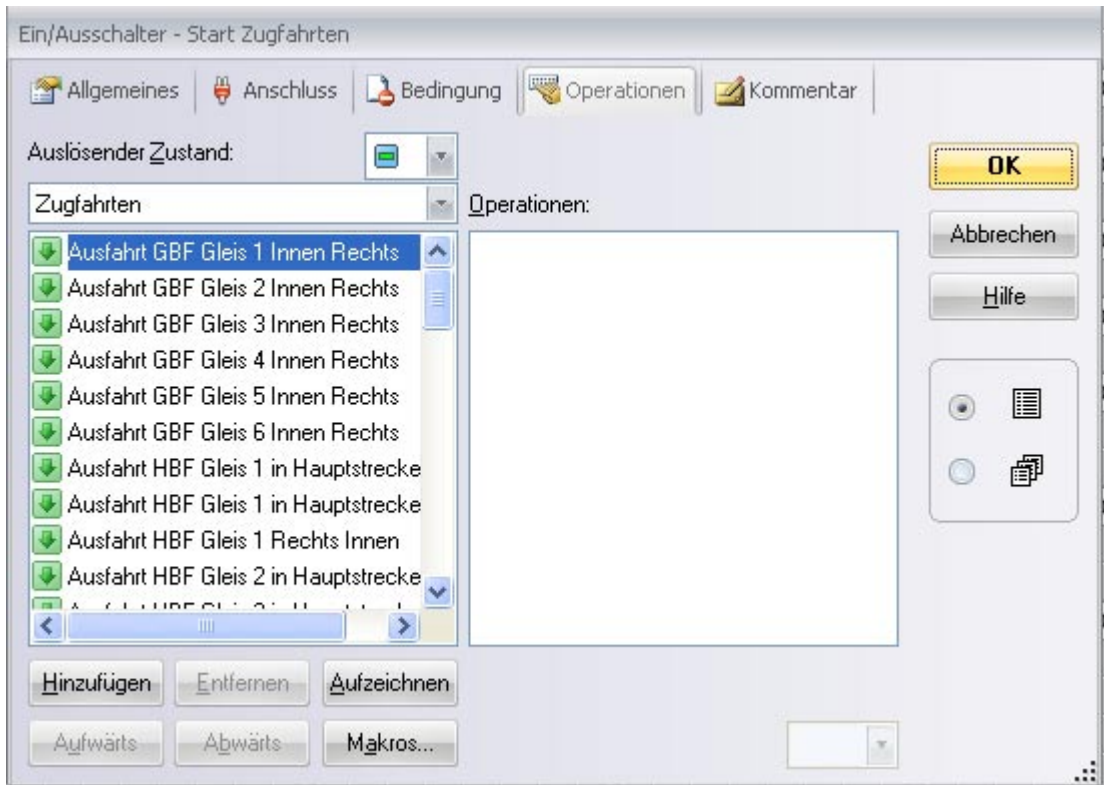 Ein/Ausschalter - Start Zugfahrten
Allgemeines
Anschluss
Bedingung
Operationen
Kommentar
Auslösender Zustand:
Zugfahrten
Operationen:
Ausfahrt GBF Gleis 1 Innen Rechts
Ausfahrt GBF Gleis 2 Innen Rechts
Ausfahrt GBF Gleis 3 Innen Rechts
Ausfahrt GBF Gleis 4 Innen Rechts
Ausfahrt GBF Gleis 5 Innen Rechts
Ausfahrt GBF Gleis 6 Innen Rechts
Ausfahrt HBF Gleis 1 in Hauptstrecke
Ausfahrt HBF Gleis 1 in Hauptstrecke
Ausfahrt HBF Gleis 1 Rechts Innen
Ausfahrt HBF Gleis 2 in Hauptstrecke
OK
Abbrechen
Hilfe
Hinzufügen
Entfernen
Aufzeichnen
Aufwärts
Abwärts
Makros...